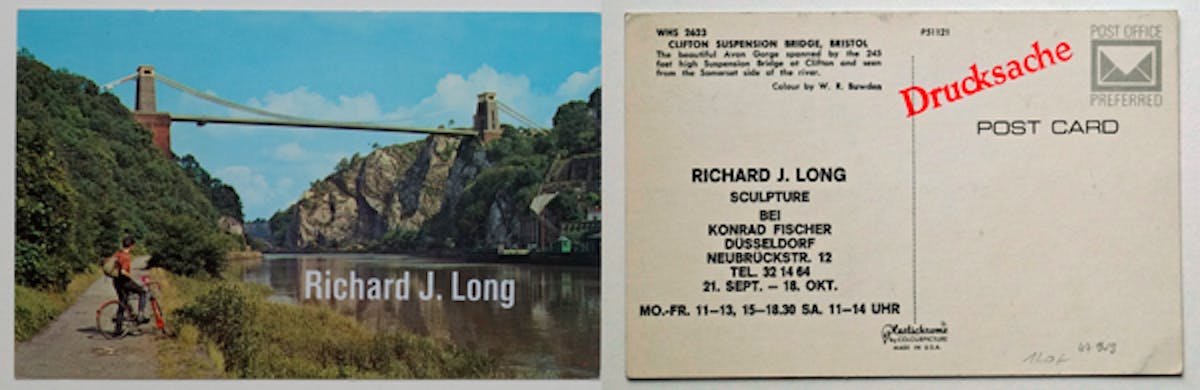 Richard J. Long
WHS 2623
CLIFTON SUSPENSION BRIDGE, BRISTOL
The beautiful Avon Gorge spanned by the 245
feet high Suspension Bridge at Clifton and seen
from the Somerset side of the river.
Colour by W. R. Bawden
P51121
Drucksache
POST OFFICE
PREFERRED
POST CARD
RICHARD J. LONG
SCULPTURE
BEI
KONRAD FISCHER
DÜSSELDORF
NEUBRÜCKSTR. 12
TEL. 32 14 64
21. SEPT. – 18. OKT.
MO.-FR. 11–13, 15–18.30 SA. 11–14 UHR
Plastichrome
by COLOURPICTURE
MADE IN U.S.A.